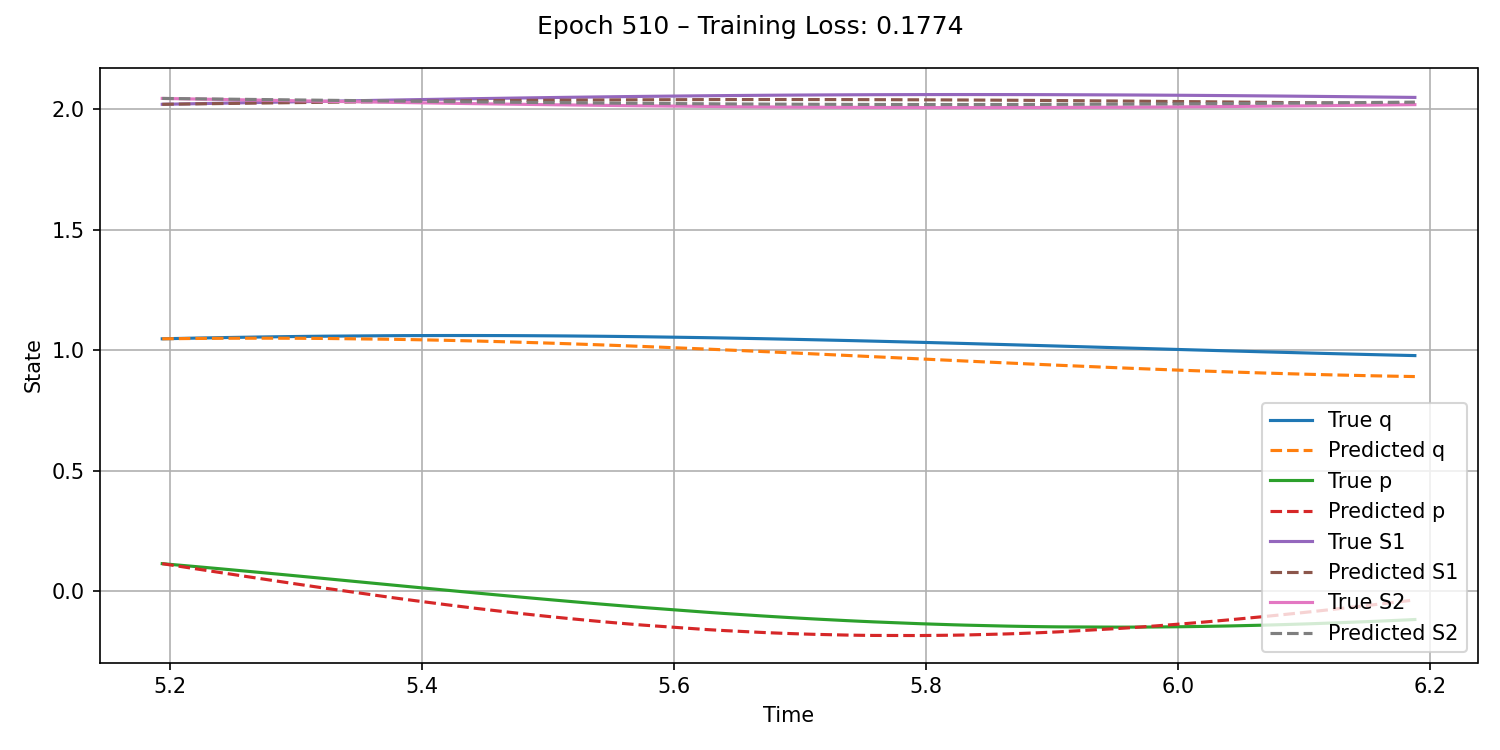 Epoch 510 – Training Loss: 0.1774
2.0
1.5
1.0
0.5
0.0
State
5.2 5.4 5.6 5.8 6.0 6.2
Time
True q
Predicted q
True p
Predicted p
True S1
Predicted S1
True S2
Predicted S2